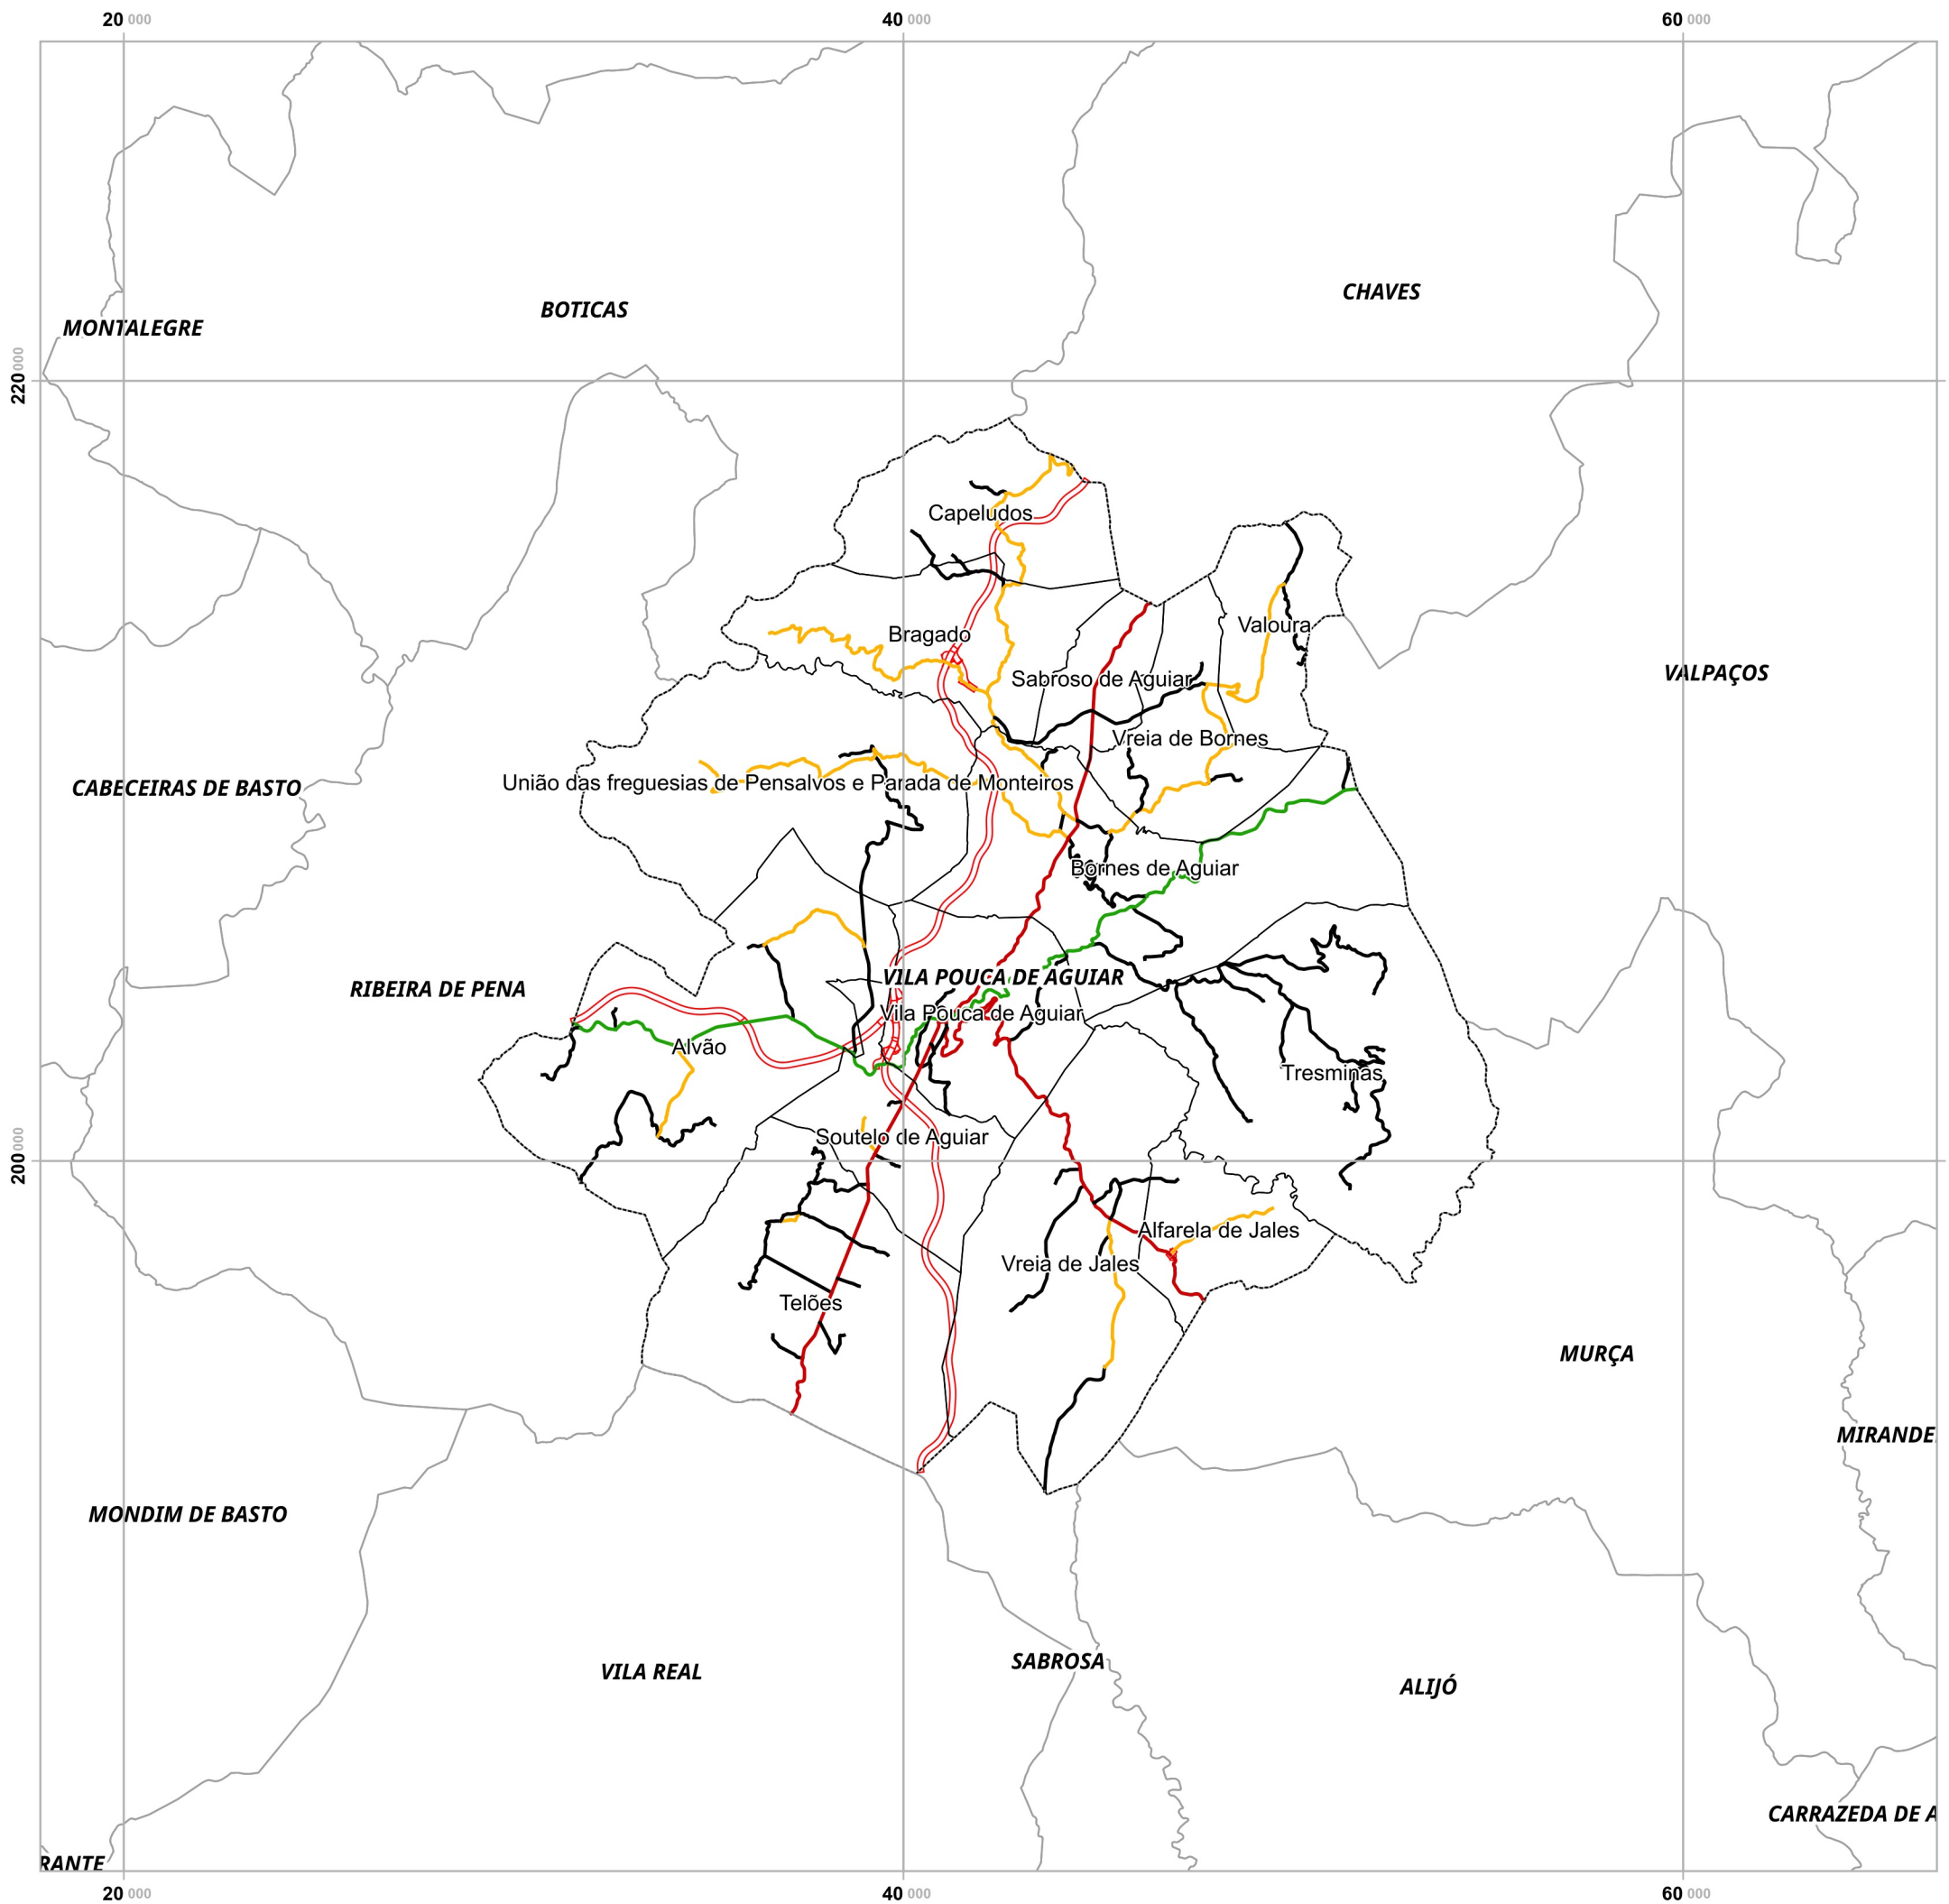 20 000
40 000
60 000
CHAVES
BOTICAS
MONTALEGRE
220 000
Capeludos
Valoura
Bragado
VALPAÇOS
Sabroso de Aguiar
Vreia de Bornes
União das freguesias de Pensalvos e Parada de Monteiros
CABECEIRAS DE BASTO
Bornes de Aguiar
VILA POUCA DE AGUIAR
RIBEIRA DE PENA
Vila Pouca de Aguiar
Alvão
Tresminas
Soutelo de Aguiar
200 000
Alfarela de Jales
Vreia de Jales
Telões
MURÇA
MIRANDE
MONDIM DE BASTO
SABROSA
VILA REAL
ALIJÓ
CARRAZEDA DE A
RANTE
20 000
40 000
60 000